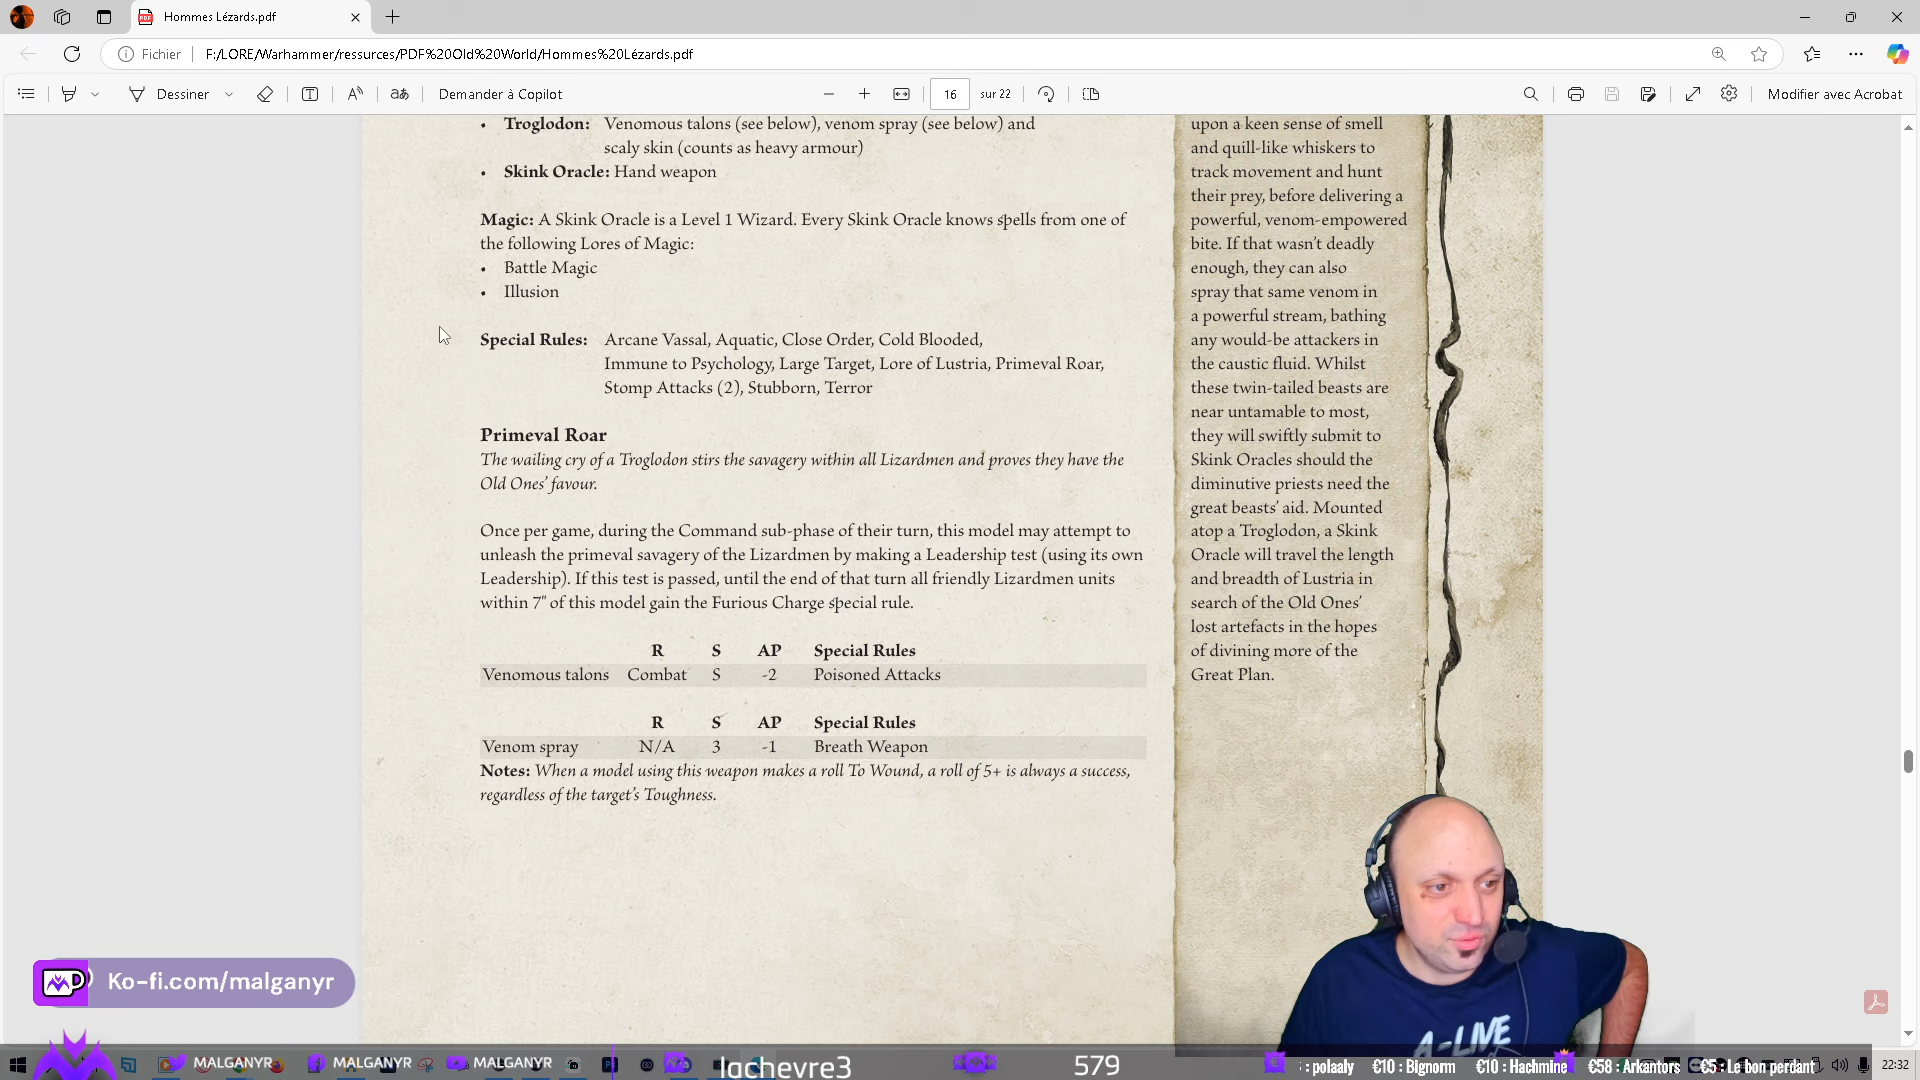 Hommes Lézards.pdf
Fichier
F:/LORE/Warhammer/ressources/PDF%20Old%20World/Hommes%20Lézards.pdf
Dessiner
Demander à Copilot
16
sur 22
Modifier avec Acrobat
• Troglodon: Venomous talons (see below), venom spray (see below) and
scaly skin (counts as heavy armour)
• Skink Oracle: Hand weapon
Magic: A Skink Oracle is a Level 1 Wizard. Every Skink Oracle knows spells from one of
the following Lores of Magic:
• Battle Magic
• Illusion
Special Rules: Arcane Vassal, Aquatic, Close Order, Cold Blooded,
Immune to Psychology, Large Target, Lore of Lustria, Primeval Roar,
Stomp Attacks (2), Stubborn, Terror
Primeval Roar
The wailing cry of a Troglodon stirs the savagery within all Lizardmen and proves they have the
Old Ones' favour.
Once per game, during the Command sub-phase of their turn, this model may attempt to
unleash the primeval savagery of the Lizardmen by making a Leadership test (using its own
Leadership). If this test is passed, until the end of that turn all friendly Lizardmen units
within 7" of this model gain the Furious Charge special rule.
R S AP Special Rules
Venomous talons Combat S -2 Poisoned Attacks
R S AP Special Rules
Venom spray N/A 3 -1 Breath Weapon
Notes: When a model using this weapon makes a roll To Wound, a roll of 5+ is always a success,
regardless of the target's Toughness.
upon a keen sense of smell
and quill-like whiskers to
track movement and hunt
their prey, before delivering a
powerful, venom-empowered
bite. If that wasn't deadly
enough, they can also
spray that same venom in
a powerful stream, bathing
any would-be attackers in
the caustic fluid. Whilst
these twin-tailed beasts are
near untamable to most,
they will swiftly submit to
Skink Oracles should the
diminutive priests need the
great beasts' aid. Mounted
atop a Troglodon, a Skink
Oracle will travel the length
and breadth of Lustria in
search of the Old Ones'
lost artefacts in the hopes
of divining more of the
Great Plan.
A-LIVE
Ko-fi.com/malganyr
MALGANYR
MALGANYR
MALGANYR
lachevre3
579
: polaaly
€10 : Bignorm
€10 : Hachmine
€58 : Arkantors
€5 : Le bon perdant
22:32